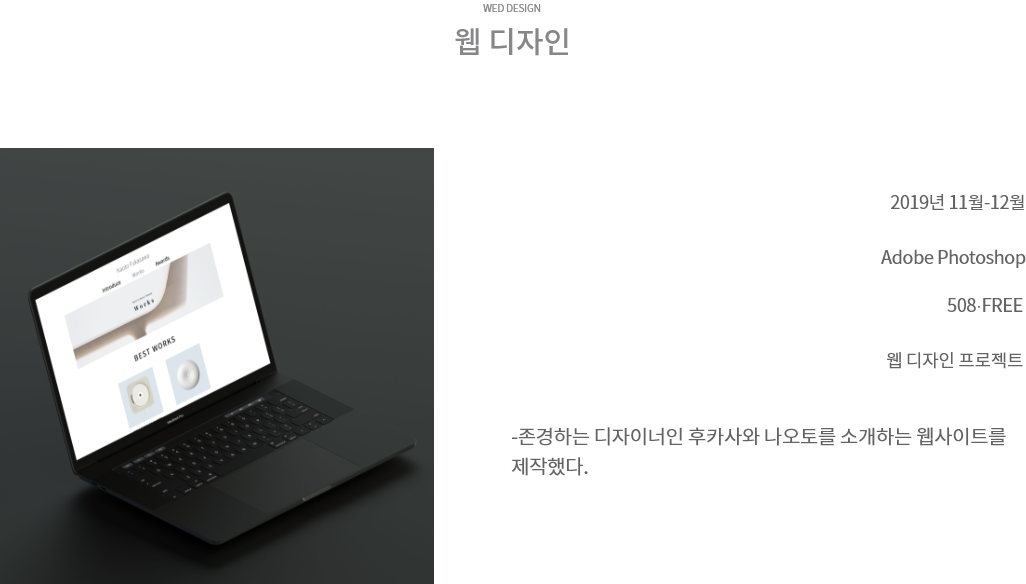 WED DESIGN
웹 디자인
2019년 11월-12월
Adobe Photoshop
508·FREE
웹 디자인 프로젝트
-존경하는 디자이너인 후카사와 나오토를 소개하는 웹사이트를
제작했다.
Naoto Fukasawa
Introduce
Works
Awards
Works
BEST WORKS